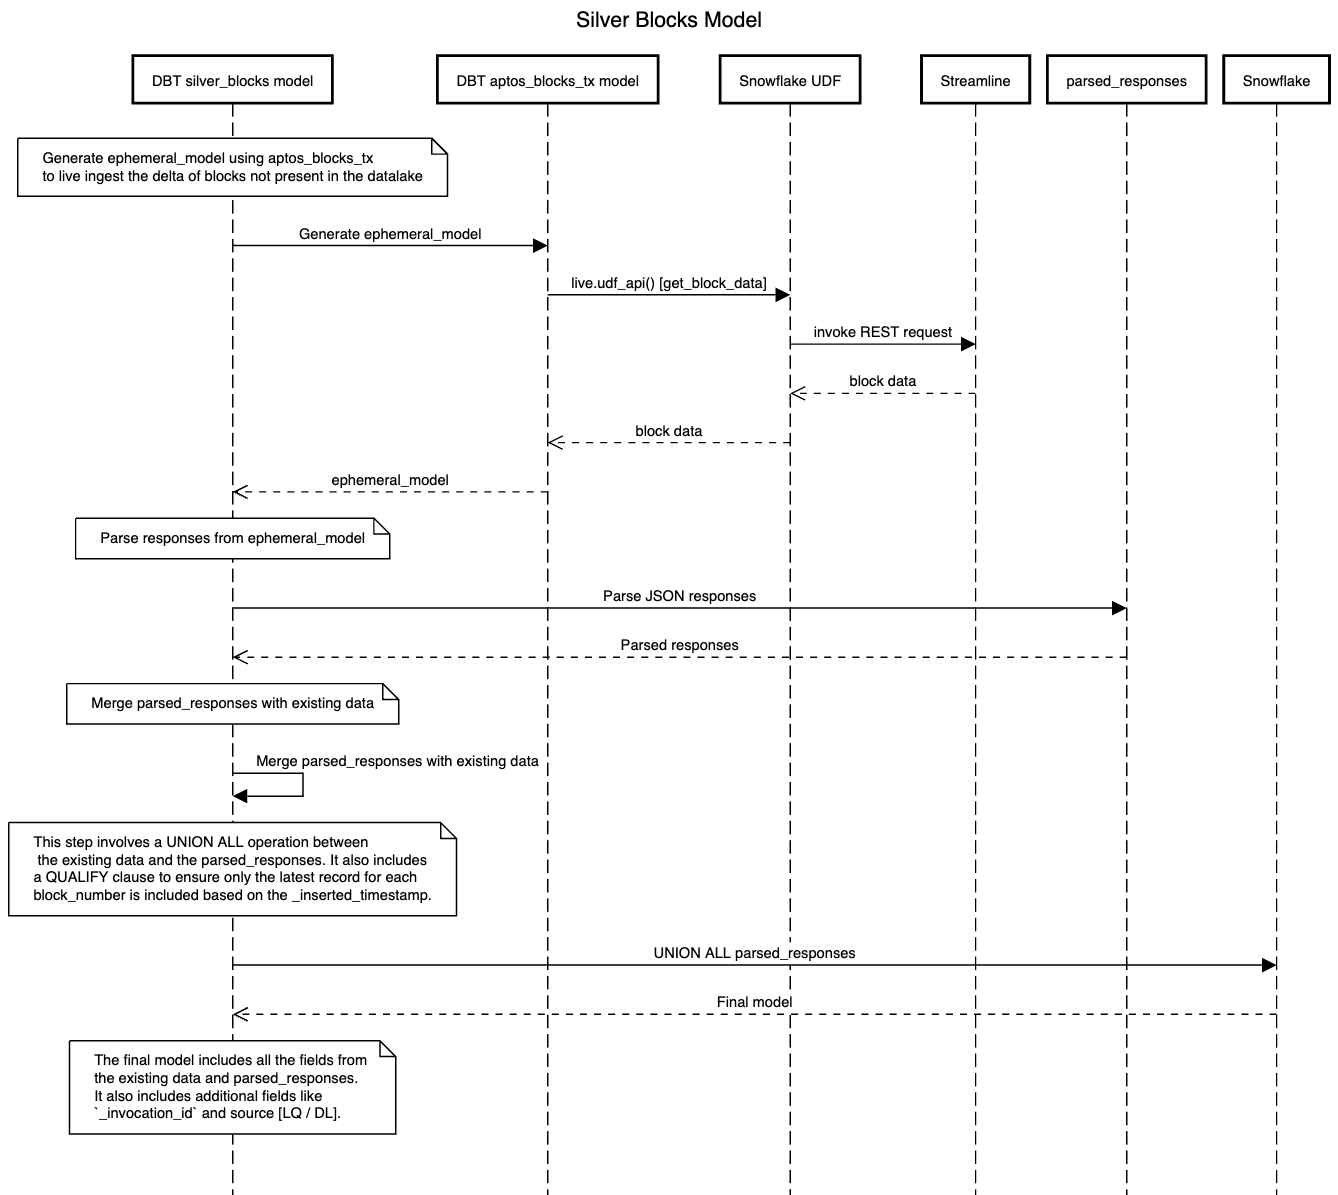 Silver Blocks Model
DBT silver_blocks model
DBT aptos_blocks_tx model
Snowflake UDF
Streamline
parsed_responses
Snowflake
Generate ephemeral_model using aptos_blocks_tx
to live ingest the delta of blocks not present in the datalake
Generate ephemeral_model
live.udf_api() [get_block_data]
invoke REST request
block data
block data
ephemeral_model
Parse responses from ephemeral_model
Parse JSON responses
Parsed responses
Merge parsed_responses with existing data
Merge parsed_responses with existing data
This step involves a UNION ALL operation between
the existing data and the parsed_responses. It also includes
a QUALIFY clause to ensure only the latest record for each
block_number is included based on the _inserted_timestamp.
UNION ALL parsed_responses
Final model
The final model includes all the fields from
the existing data and parsed_responses.
It also includes additional fields like
`_invocation_id` and source [LQ / DL].